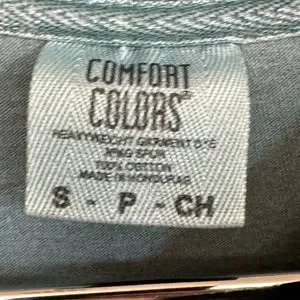 COMFORT
COLORS®
HEAVYWEIGHT GARMENT DYE
RING SPUN
100% COTTON
MADE IN HONDURAS
S - P - CH